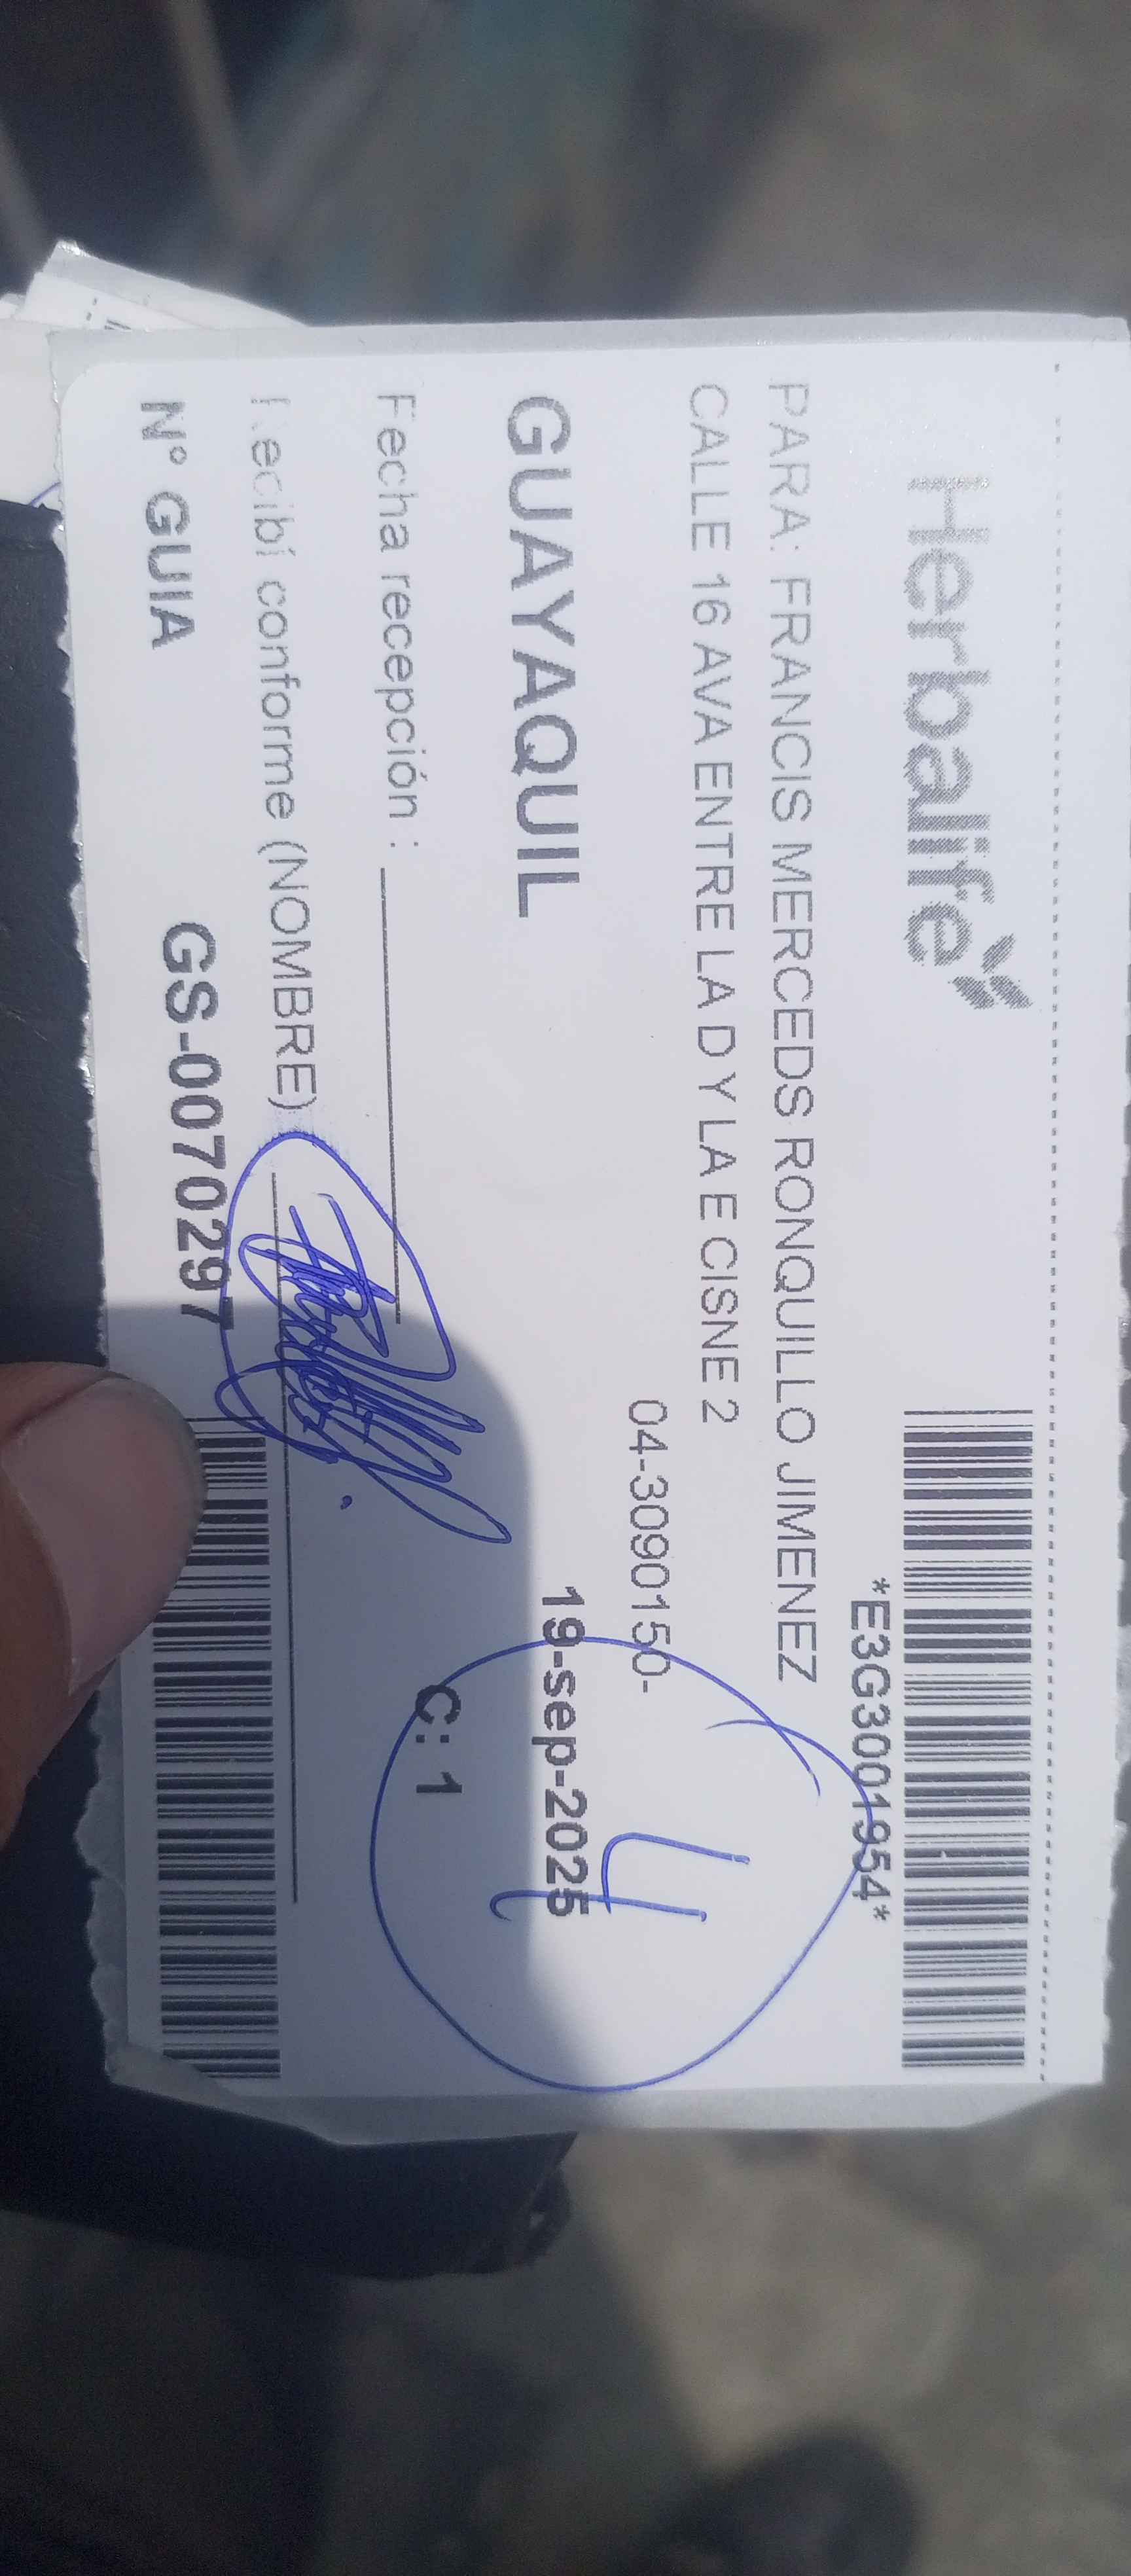 Herbalife
*E3G3001954*
PARA: FRANCIS MERCEDS RONQUILLO JIMENEZ
CALLE 16 AVA ENTRE LA D Y LA E CISNE 2
04-3090150-
GUAYAQUIL
19-sep-2025
4
Fecha recepción :
C: 1
Recibí conforme (NOMBRE)
Nº GUIA
GS-0070297